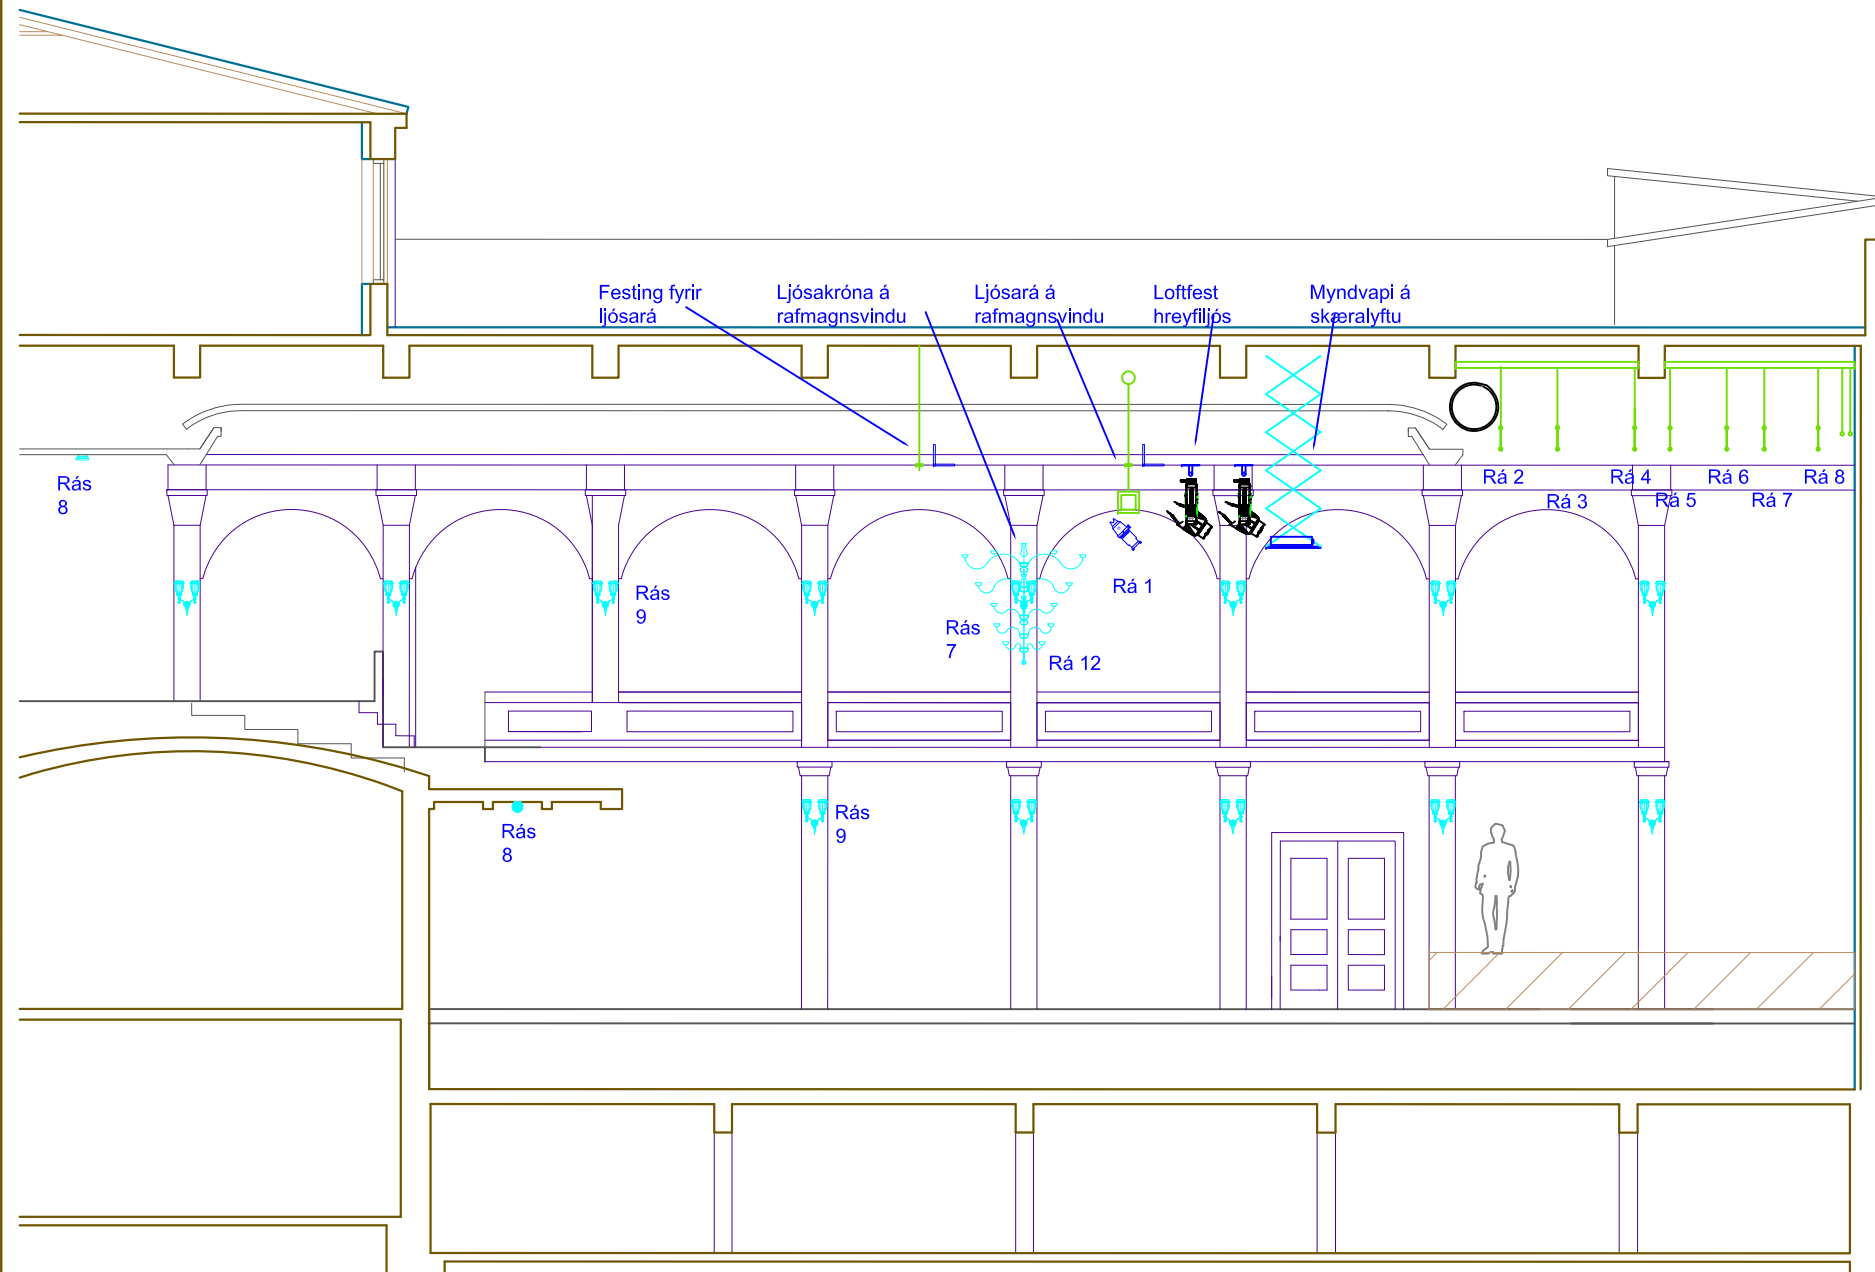 Festing fyrir
ljósará
Ljósakróna á
rafmagnsvindu
Ljósará á
rafmagnsvindu
Loftfest
hreyfiljós
Myndvapi á
skæralyftu
Rás
8
Rá 2
Rá 4
Rá 6
Rá 8
Rá 3
Rá 5
Rá 7
Rá 1
Rás
9
Rás
7
Rá 12
Rás
9
Rás
8